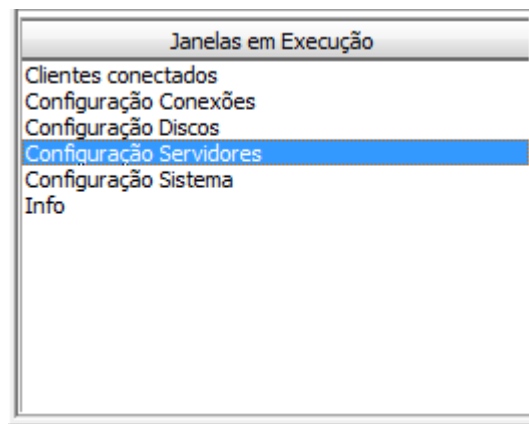 Janelas em Execução
Clientes conectados
Configuração Conexões
Configuração Discos
Configuração Servidores
Configuração Sistema
Info